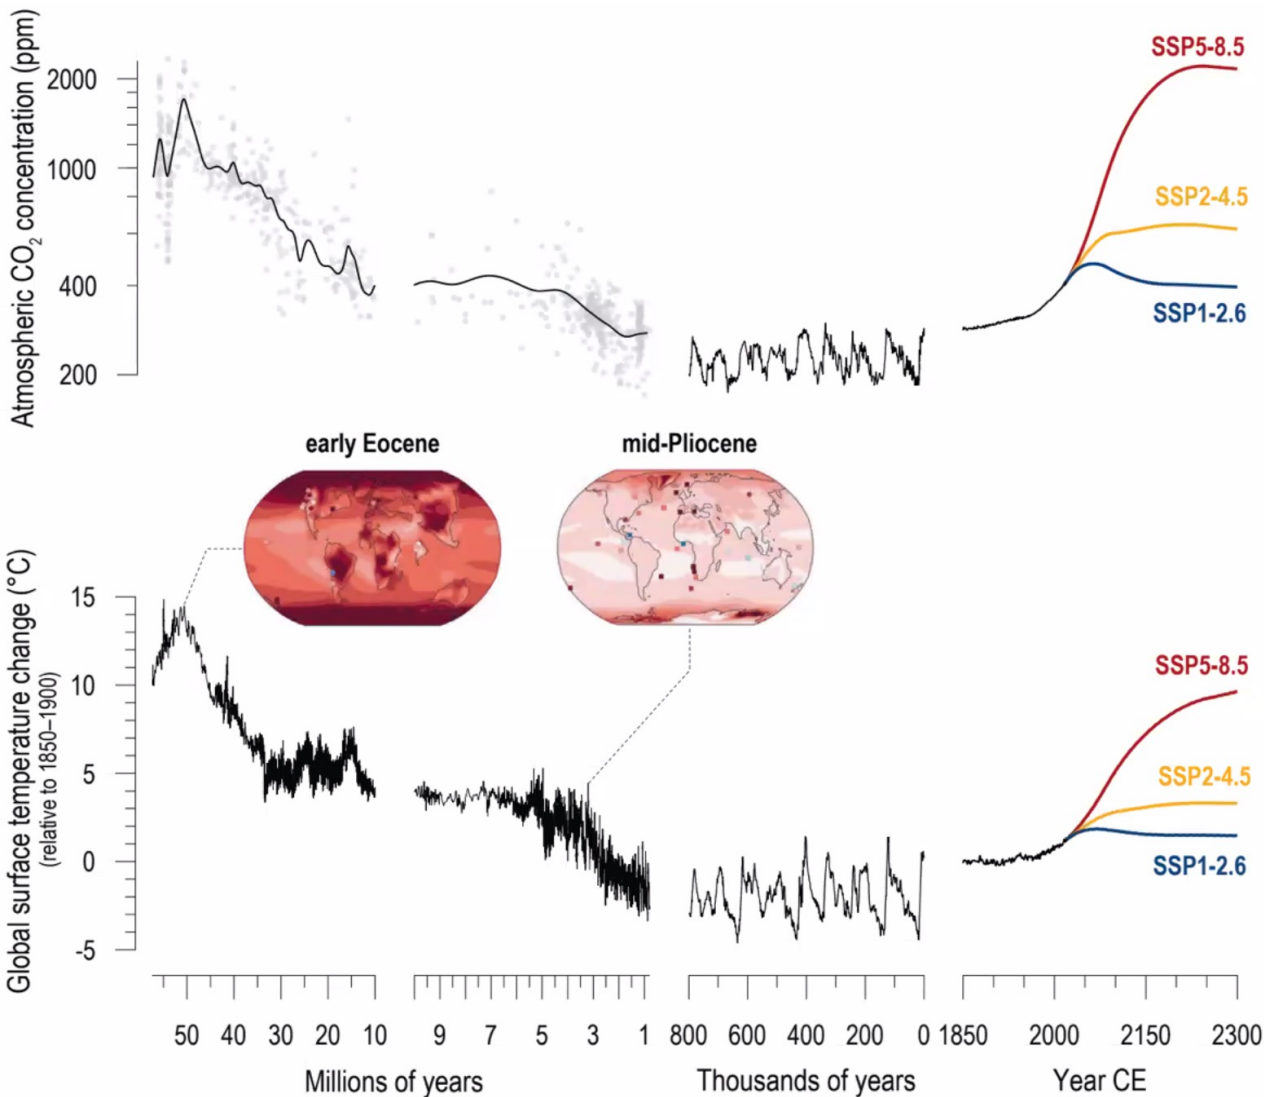 Atmospheric CO₂ concentration (ppm)
2000
1000
400
200
SSP5-8.5
SSP2-4.5
SSP1-2.6
early Eocene
mid-Pliocene
Global surface temperature change (°C)
(relative to 1850–1900)
15
10
5
0
-5
SSP5-8.5
SSP2-4.5
SSP1-2.6
50 40 30 20 10
9 7 5 3 1
800 600 400 200 0
1850 2000 2150 2300
Millions of years
Thousands of years
Year CE